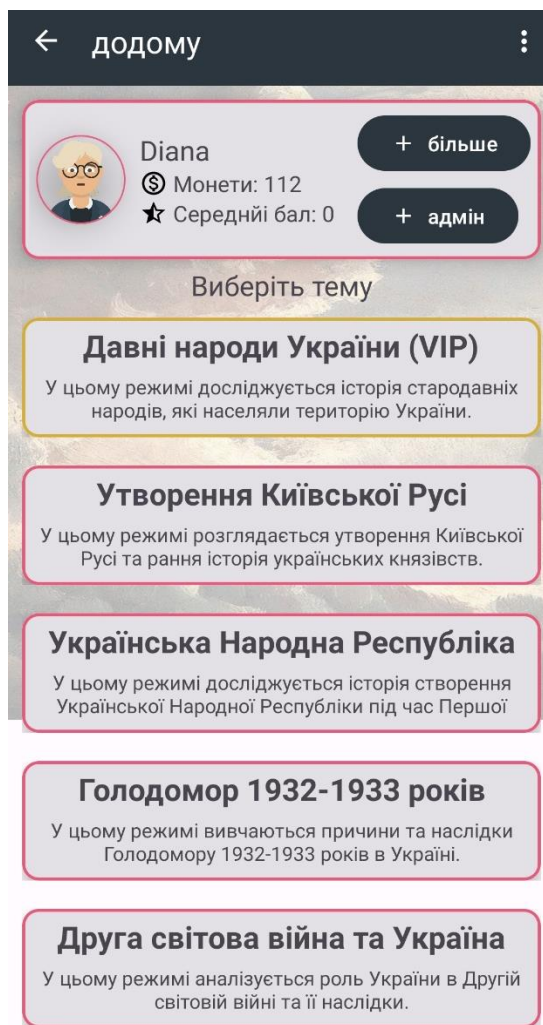 додому
Diana
Монети: 112
Середнйі бал: 0
+ більше
+ адмін
Виберіть тему
Давні народи України (VIP)
У цьому режимі досліджується історія стародавніх
народів, які населяли територію України.
Утворення Київської Русі
У цьому режимі розглядається утворення Київської
Русі та рання історія українських князівств.
Українська Народна Республіка
У цьому режимі досліджується історія створення
Української Народної Республіки під час Першої
Голодомор 1932-1933 років
У цьому режимі вивчаються причини та наслідки
Голодомору 1932-1933 років в Україні.
Друга світова війна та Україна
У цьому режимі аналізується роль України в Другій
світовій війні та її наслідки.